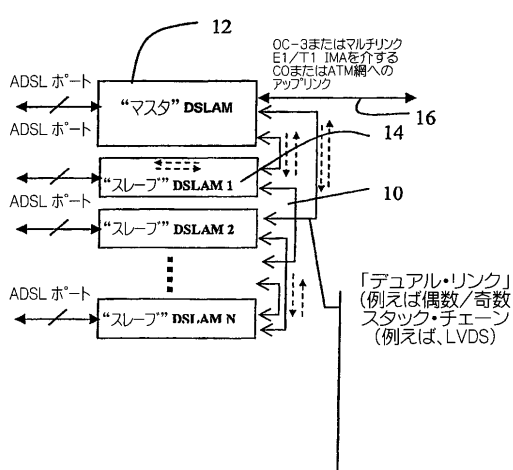 12
OC-3またはマルチリンク
E1/T1 IMAを介する
COまたはATM網への
アップリンク
ADSL ポート
“マスタ” DSLAM
16
ADSL ポート
14
“スレーブ” DSLAM 1
10
ADSL ポート
“スレーブ” DSLAM 2
「デュアル・リンク」
(例えば偶数/奇数
スタック・チェーン
(例えば、LVDS)
ADSL ポート
“スレーブ” DSLAM N